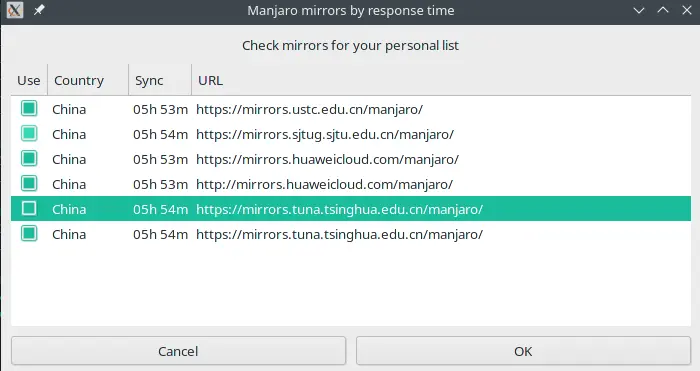 Manjaro mirrors by response time
Check mirrors for your personal list
Use Country Sync URL
China 05h 53m https://mirrors.ustc.edu.cn/manjaro/
China 05h 54m https://mirrors.sjtug.sjtu.edu.cn/manjaro/
China 05h 53m https://mirrors.huaweicloud.com/manjaro/
China 05h 53m http://mirrors.huaweicloud.com/manjaro/
China 05h 54m https://mirrors.tuna.tsinghua.edu.cn/manjaro/
China 05h 54m https://mirrors.tuna.tsinghua.edu.cn/manjaro/
Cancel OK